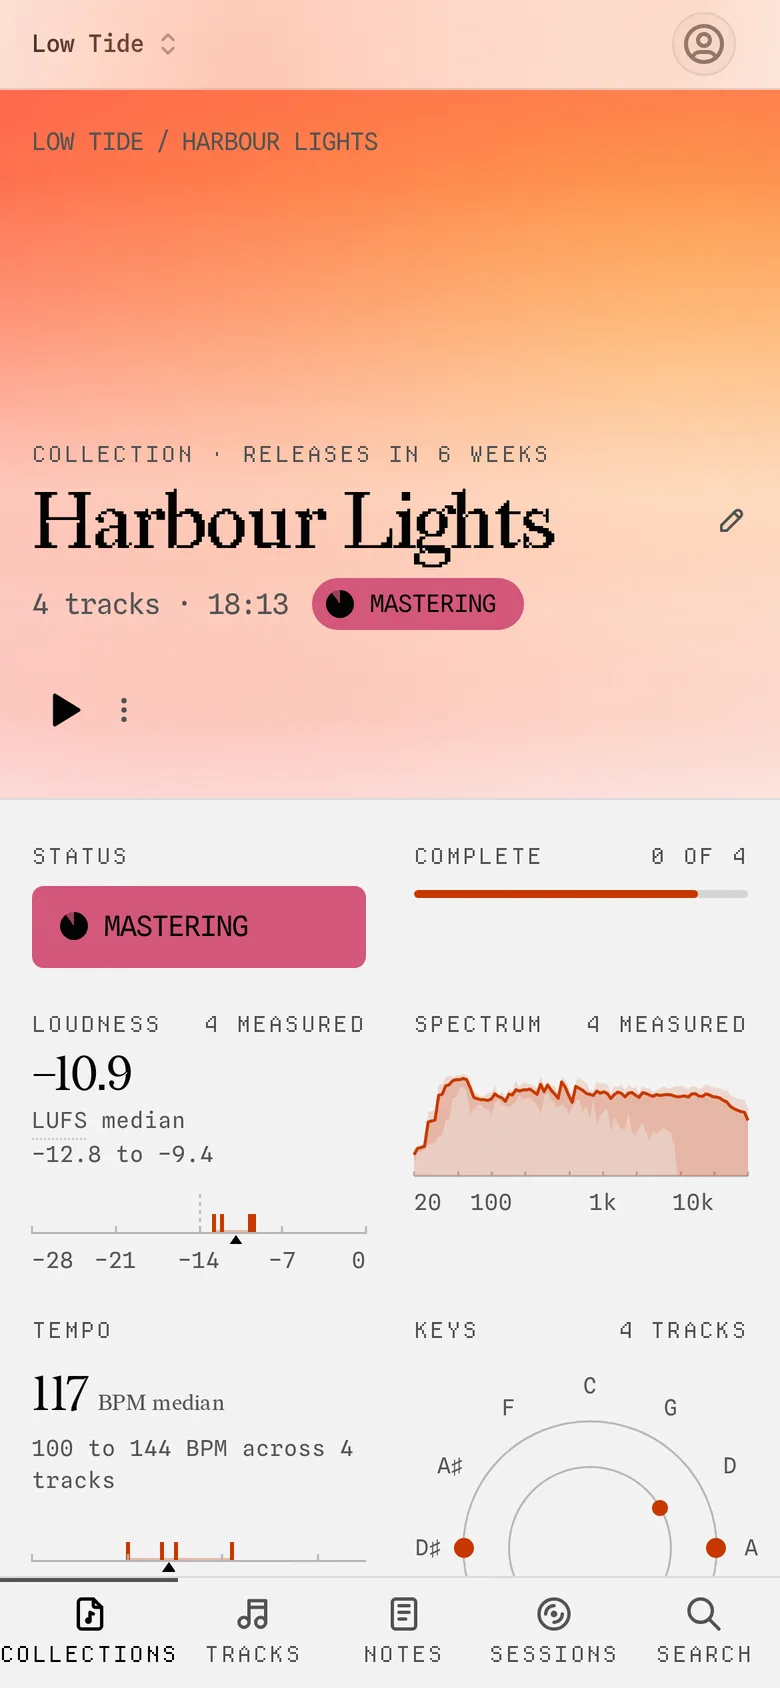 Low Tide
LOW TIDE / HARBOUR LIGHTS
COLLECTION · RELEASES IN 6 WEEKS
Harbour Lights
4 tracks · 18:13 MASTERING
STATUS
MASTERING
COMPLETE 0 OF 4
LOUDNESS 4 MEASURED
−10.9
LUFS median
−12.8 to −9.4
−28 −21 −14 −7 0
SPECTRUM 4 MEASURED
20 100 1k 10k
TEMPO
117 BPM median
100 to 144 BPM across 4
tracks
KEYS 4 TRACKS
C
F G
A♯ D
D♯ A
COLLECTIONS TRACKS NOTES SESSIONS SEARCH